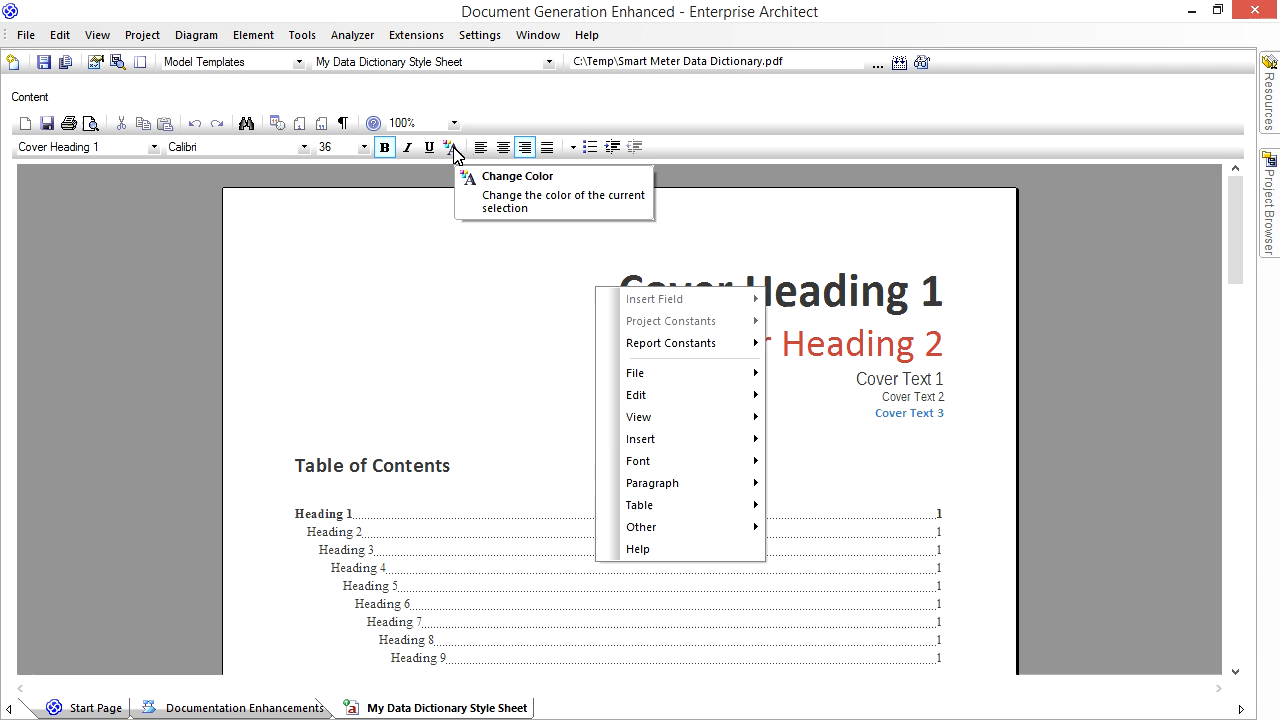 Document Generation Enhanced - Enterprise Architect
File Edit View Project Diagram Element Tools Analyzer Extensions Settings Window Help
Model Templates My Data Dictionary Style Sheet C:\Temp\Smart Meter Data Dictionary.pdf ...
Content
100%
Cover Heading 1 Calibri 36 B I U
Change Color
Change the color of the current
selection
Cover Heading 1
Heading 2
Cover Text 1
Cover Text 2
Cover Text 3
Insert Field
Project Constants
Report Constants
File
Edit
View
Insert
Font
Paragraph
Table
Other
Help
Table of Contents
Heading 1 1
Heading 2 1
Heading 3 1
Heading 4 1
Heading 5 1
Heading 6 1
Heading 7 1
Heading 8 1
Heading 9 1
Resources
Project Browser
Start Page Documentation Enhancements My Data Dictionary Style Sheet